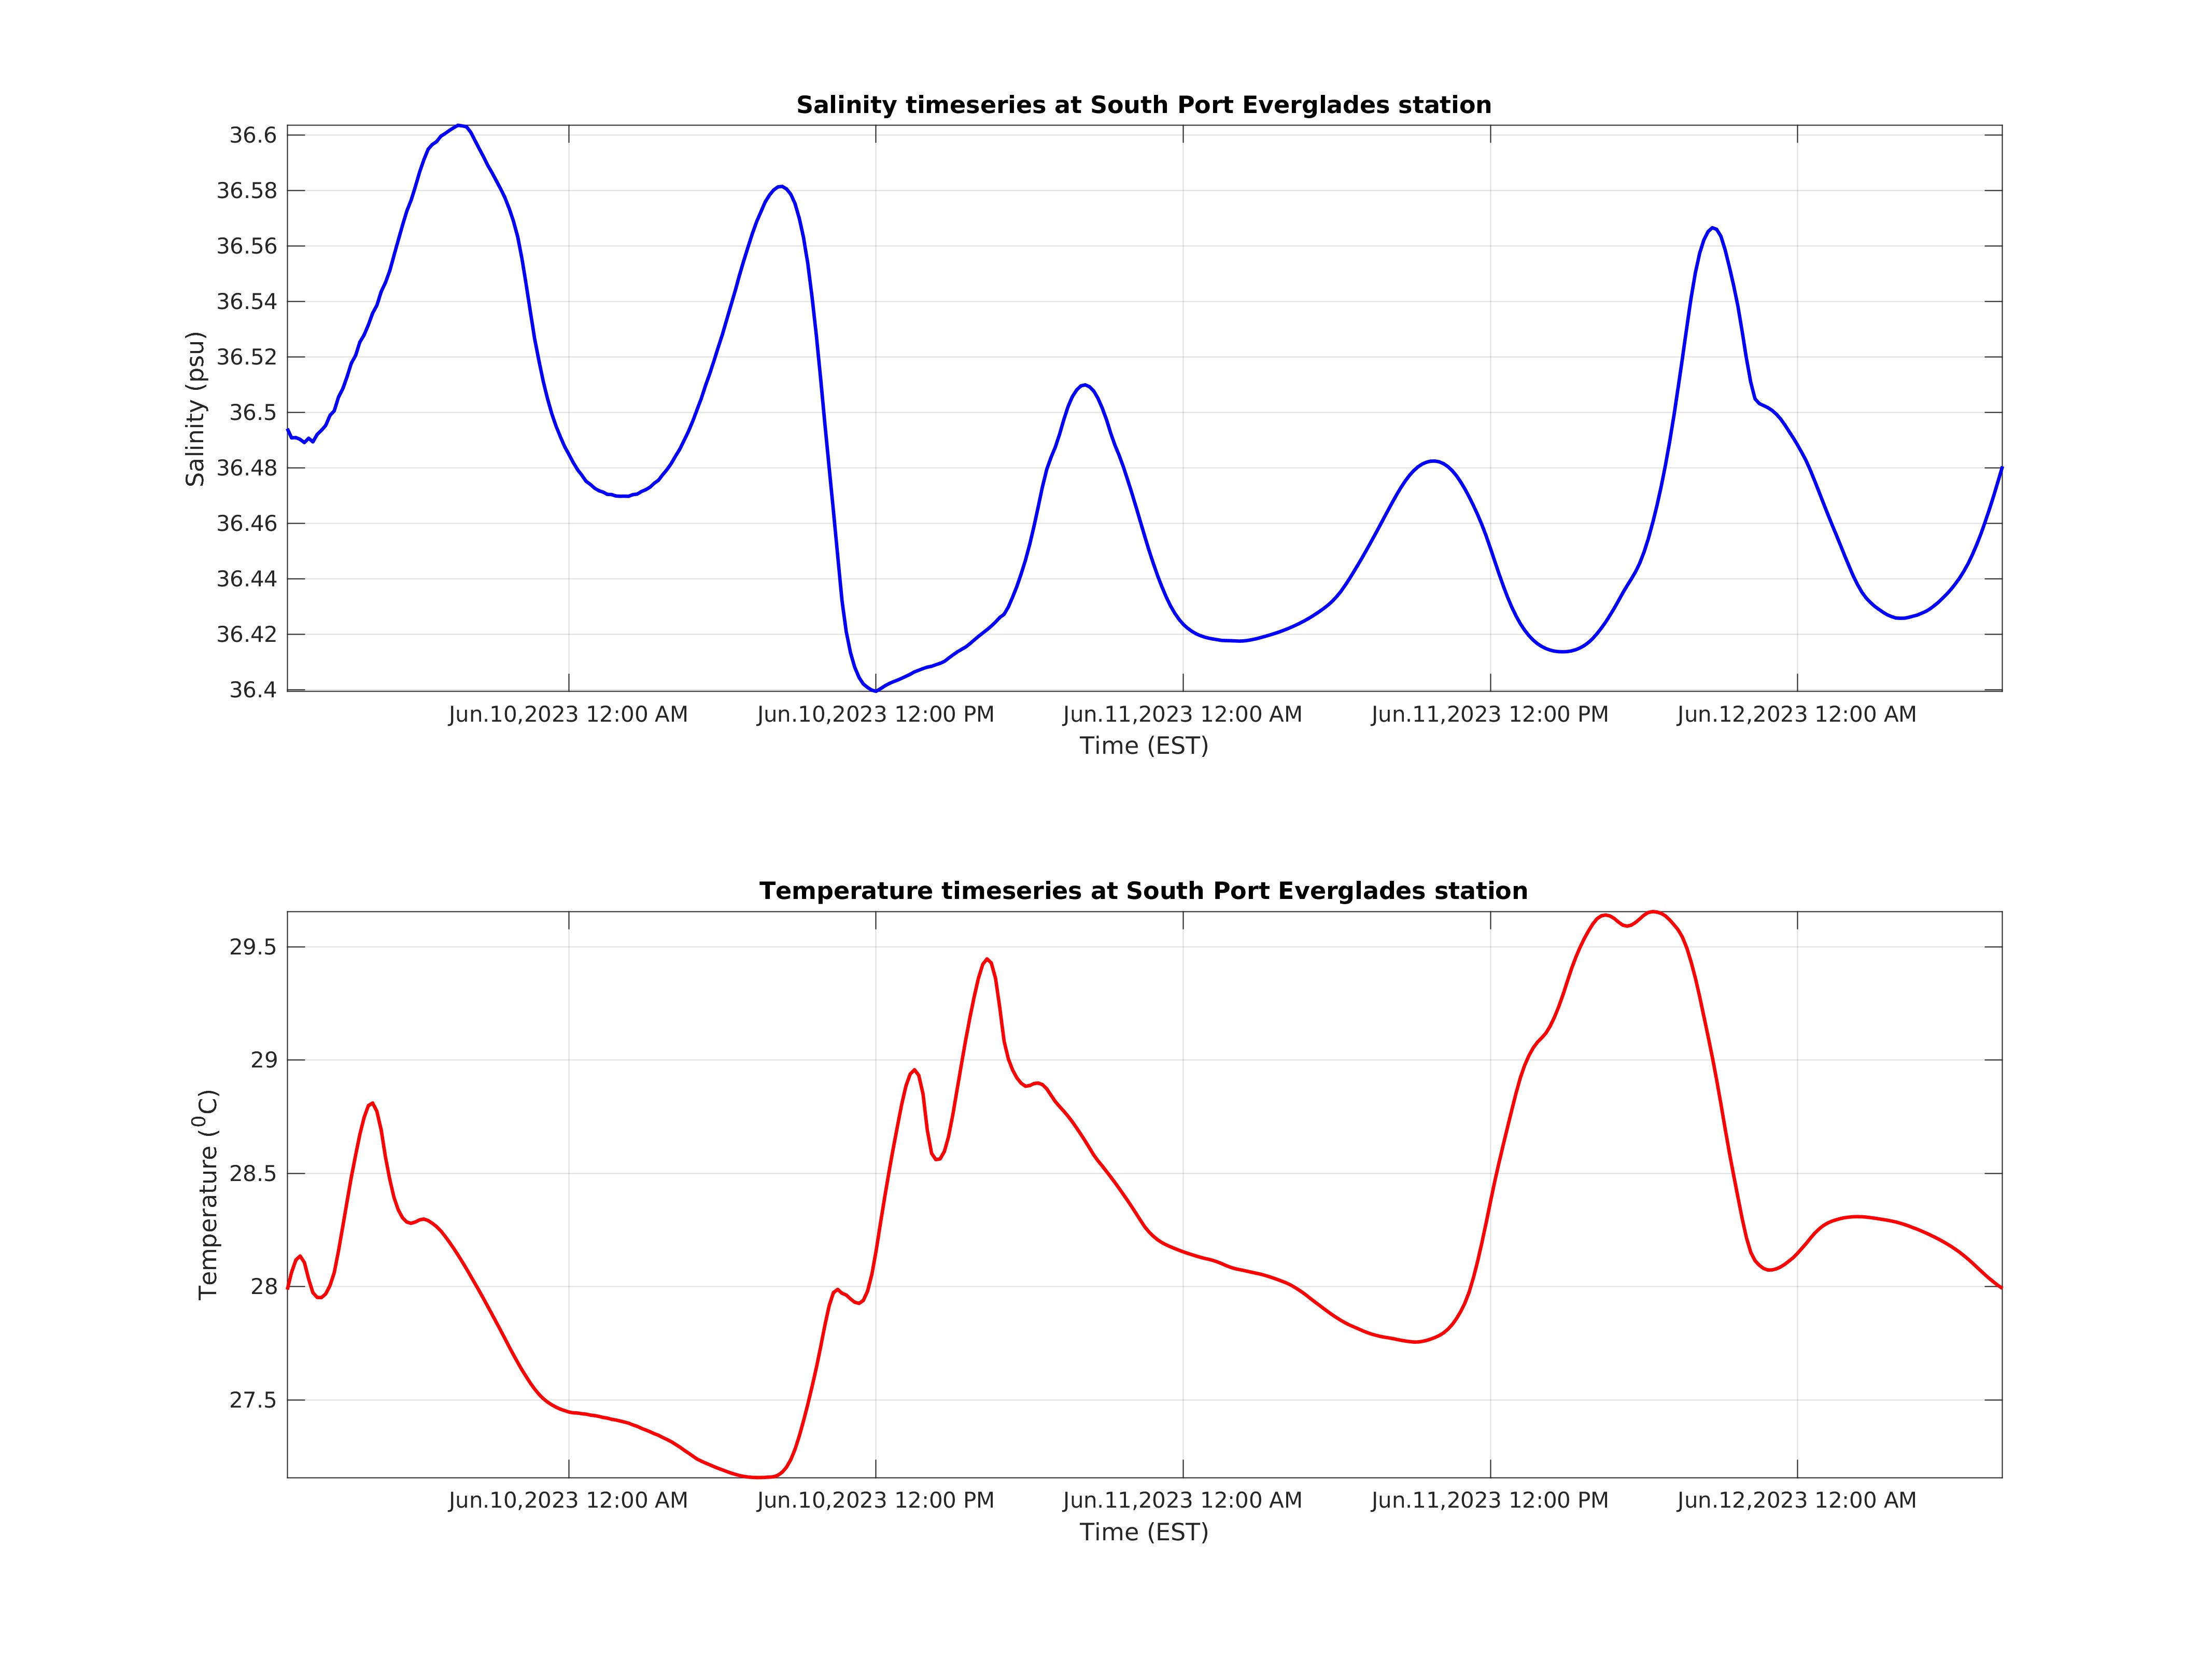 Salinity timeseries at South Port Everglades station
36.6
36.58
36.56
36.54
36.52
36.5
36.48
36.46
36.44
36.42
36.4
Salinity (psu)
Jun.10,2023 12:00 AM Jun.10,2023 12:00 PM Jun.11,2023 12:00 AM Jun.11,2023 12:00 PM Jun.12,2023 12:00 AM
Time (EST)
Temperature timeseries at South Port Everglades station
29.5
29
28.5
28
27.5
Temperature (⁰C)
Jun.10,2023 12:00 AM Jun.10,2023 12:00 PM Jun.11,2023 12:00 AM Jun.11,2023 12:00 PM Jun.12,2023 12:00 AM
Time (EST)